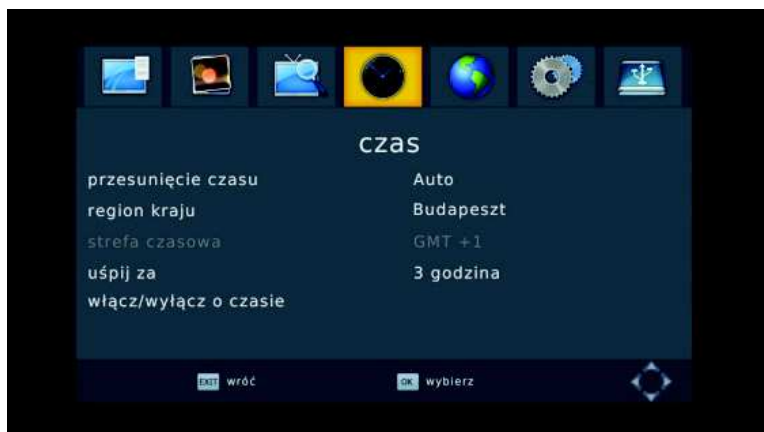 czas
przesunięcie czasu Auto
region kraju Budapeszt
strefa czasowa GMT +1
uśpij za 3 godzina
włącz/wyłącz o czasie
EXIT wróć OK wybierz